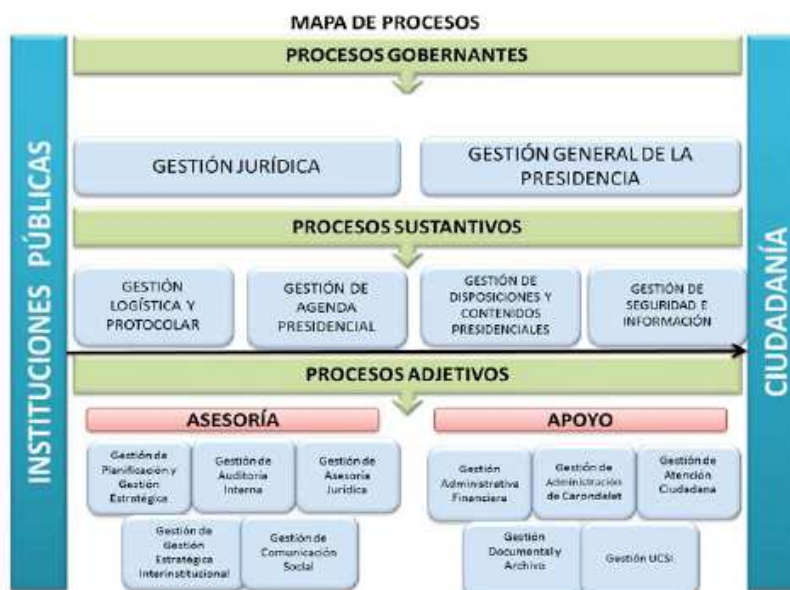 MAPA DE PROCESOS
INSTITUCIONES PÚBLICAS
PROCESOS GOBERNANTES
GESTIÓN JURÍDICA
GESTIÓN GENERAL DE LA
PRESIDENCIA
PROCESOS SUSTANTIVOS
GESTIÓN
LOGÍSTICA Y
PROTOCOLAR
GESTIÓN DE
AGENDA
PRESIDENCIAL
GESTIÓN DE
DISPOSICIONES Y
CONTENIDOS
PRESIDENCIALES
GESTIÓN DE
SEGURIDAD E
INFORMACIÓN
PROCESOS ADJETIVOS
ASESORÍA
Gestión de
Planificación y
Gestión
Estratégica
Gestión de
Auditoría
Interna
Gestión de
Asesoría
Jurídica
Gestión de
Gestión
Estratégica
Interinstitucional
Gestión de
Comunicación
Social
APOYO
Gestión
Administrativa
Financiera
Gestión de
Administración
de Carondelet
Gestión de
Atención
Ciudadana
Gestión
Documental y
Archivo
Gestión UCSI
CIUDADANÍA